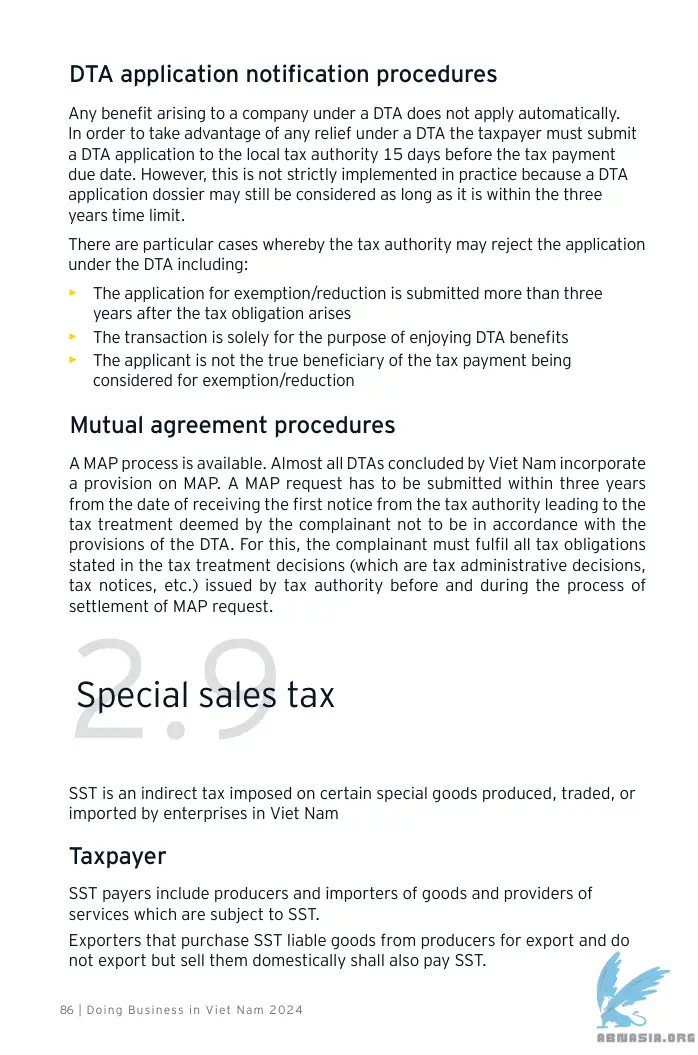 DTA application notification procedures
Any benefit arising to a company under a DTA does not apply automatically.
In order to take advantage of any relief under a DTA the taxpayer must submit
a DTA application to the local tax authority 15 days before the tax payment
due date. However, this is not strictly implemented in practice because a DTA
application dossier may still be considered as long as it is within the three
years time limit.
There are particular cases whereby the tax authority may reject the application
under the DTA including:
► The application for exemption/reduction is submitted more than three
years after the tax obligation arises
► The transaction is solely for the purpose of enjoying DTA benefits
► The applicant is not the true beneficiary of the tax payment being
considered for exemption/reduction
Mutual agreement procedures
A MAP process is available. Almost all DTAs concluded by Viet Nam incorporate
a provision on MAP. A MAP request has to be submitted within three years
from the date of receiving the first notice from the tax authority leading to the
tax treatment deemed by the complainant not to be in accordance with the
provisions of the DTA. For this, the complainant must fulfil all tax obligations
stated in the tax treatment decisions (which are tax administrative decisions,
tax notices, etc.) issued by tax authority before and during the process of
settlement of MAP request.
2.9
Special sales tax
SST is an indirect tax imposed on certain special goods produced, traded, or
imported by enterprises in Viet Nam
Taxpayer
SST payers include producers and importers of goods and providers of
services which are subject to SST.
Exporters that purchase SST liable goods from producers for export and do
not export but sell them domestically shall also pay SST.
86 | Doing Business in Viet Nam 2024
ABNASIA.ORG